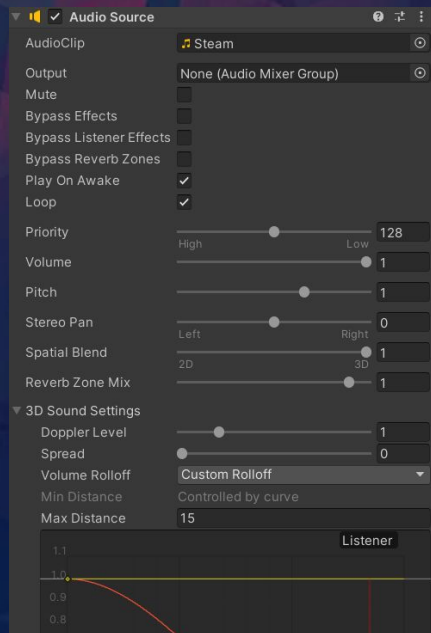 Audio Source
AudioClip Steam
Output None (Audio Mixer Group)
Mute
Bypass Effects
Bypass Listener Effects
Bypass Reverb Zones
Play On Awake
Loop
Priority 128
High Low
Volume 1
Pitch 1
Stereo Pan 0
Left Right
Spatial Blend 1
2D 3D
Reverb Zone Mix 1
3D Sound Settings
Doppler Level 1
Spread 0
Volume Rolloff Custom Rolloff
Min Distance Controlled by curve
Max Distance 15
Listener
1.1
1.0
0.9
0.8